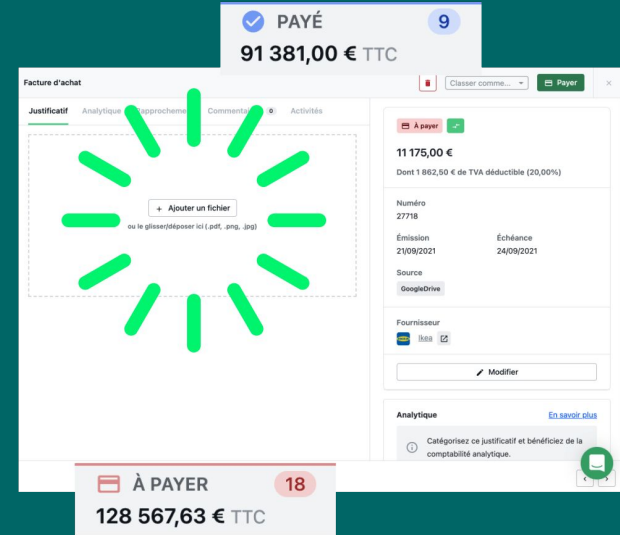 PAYÉ 9
91 381,00 € TTC
Facture d'achat
Classer comme...
Payer
Justificatif Analytique Rapprocheme Commentai 0 Activités
À payer
11 175,00 €
Dont 1 862,50 € de TVA déductible (20,00%)
+ Ajouter un fichier
ou le glisser/déposer ici (.pdf, .png, .jpg)
Numéro
27718
Émission Échéance
21/09/2021 24/09/2021
Source
GoogleDrive
Fournisseur
Ikea
Modifier
Analytique En savoir plus
Catégorisez ce justificatif et bénéficiez de la
comptabilité analytique.
À PAYER 18
128 567,63 € TTC